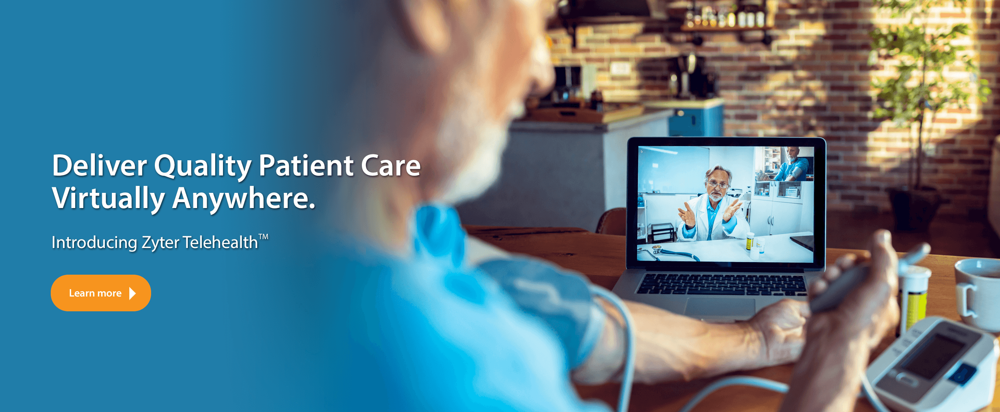 Deliver Quality Patient Care
Virtually Anywhere.
Introducing Zyter Telehealth™
Learn more